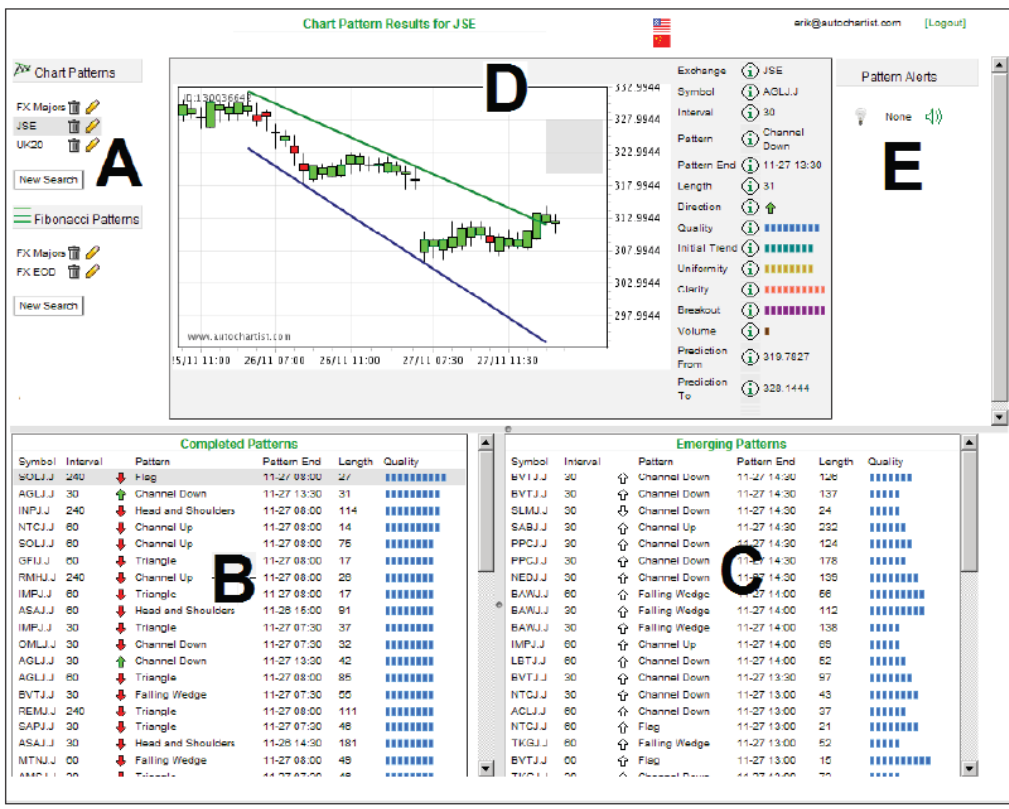 Chart Pattern Results for JSE
erik@autochartist.com [Logout]
Chart Patterns
FX Majors
JSE
UK20
New Search
A
Fibonacci Patterns
FX Majors
FX EOD
New Search
D
ID:130036643
www.autochartist.com
332.9944
327.9944
322.9944
317.9944
312.9944
307.9944
302.9944
297.9944
25/11 11:00 26/11 07:00 26/11 11:00 27/11 07:30 27/11 11:30
Exchange JSE
Symbol AGLJ.J
Interval 30
Pattern Channel Down
Pattern End 11-27 13:30
Length 31
Direction
Quality
Initial Trend
Uniformity
Clarity
Breakout
Volume
Prediction From 319.7827
Prediction To 328.1444
Pattern Alerts
None
E
Completed Patterns
Symbol Interval Pattern Pattern End Length Quality
SOLJ.J 240 Flag 11-27 08:00 27
AGLJ.J 30 Channel Down 11-27 13:30 31
INPJ.J 240 Head and Shoulders 11-27 08:00 114
NTCJ.J 60 Channel Up 11-27 08:00 14
SOLJ.J 60 Channel Up 11-27 08:00 75
GFIJ.J 60 Triangle 11-27 08:00 17
RMHJ.J 240 Channel Up 11-27 08:00 26
IMPJ.J 60 Triangle 11-27 08:00 17
ASAJ.J 60 Head and Shoulders 11-26 15:00 91
IMPJ.J 30 Triangle 11-27 07:30 37
OMLJ.J 30 Channel Down 11-27 07:30 32
AGLJ.J 30 Channel Down 11-27 13:30 42
AGLJ.J 60 Triangle 11-27 08:00 85
BVTJ.J 30 Falling Wedge 11-27 07:30
REMJ.J 240 Triangle 11-27 08:00 111
SAPJ.J 30 Triangle 11-27 07:30 46
ASAJ.J 30 Head and Shoulders 11-26 14:30 181
MTNJ.J 60 Falling Wedge 11-27 08:00 49
B
Emerging Patterns
Symbol Interval Pattern Pattern End Length Quality
BVTJ.J 30 Channel Down 11-27 14:30 126
BVTJ.J 30 Channel Down 11-27 14:30 137
SLMJ.J 30 Channel Down 11-27 14:30 24
SABJ.J 30 Channel Up 11-27 14:30 232
PPCJ.J 30 Channel Down 11-27 14:30 124
PPCJ.J 30 Channel Down 11-27 14:30 178
NEDJ.J 30 Channel Down 11-27 14:30 139
BAWJ.J 60 Falling Wedge 11-27 14:00
BAWJ.J 30 Falling Wedge 11-27 14:00 112
BAWJ.J 30 Falling Wedge 11-27 14:00 138
IMPJ.J 60 Channel Up 11-27 14:00 69
LBTJ.J 60 Channel Down 11-27 14:00 52
BVTJ.J 30 Channel Down 11-27 13:30 97
NTCJ.J 60 Channel Down 11-27 13:00 43
ACLJ.J 60 Channel Down 11-27 13:00 37
NTCJ.J 60 Flag 11-27 13:00 21
TKGJ.J 60 Falling Wedge 11-27 13:00 52
BVTJ.J 60 Flag 11-27 13:00
C